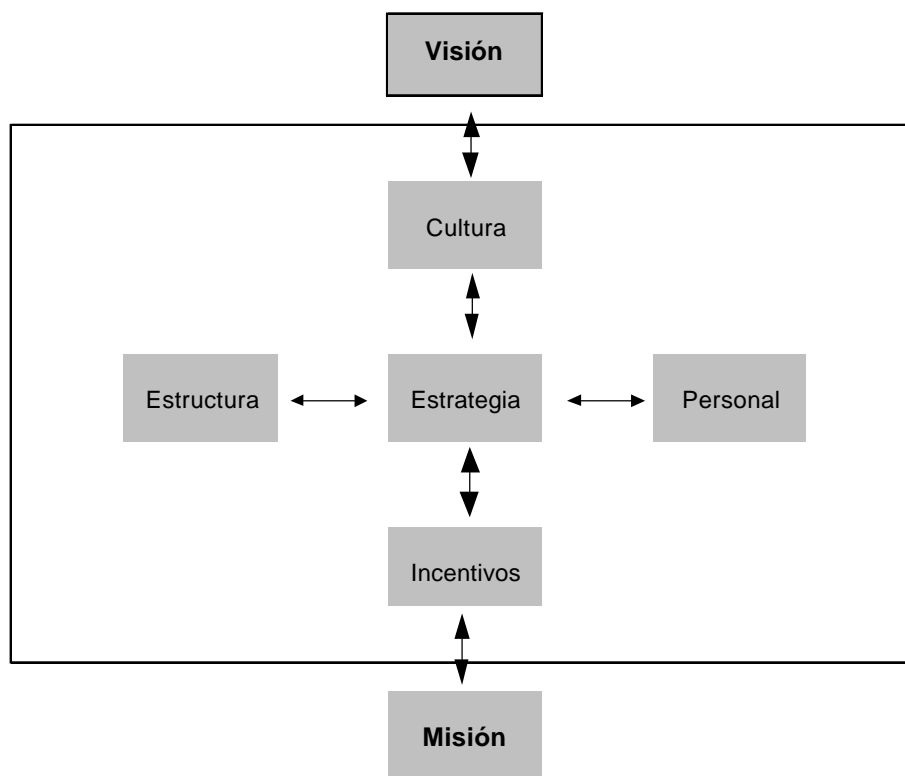 Visión
Cultura
Estructura
Estrategia
Personal
Incentivos
Misión